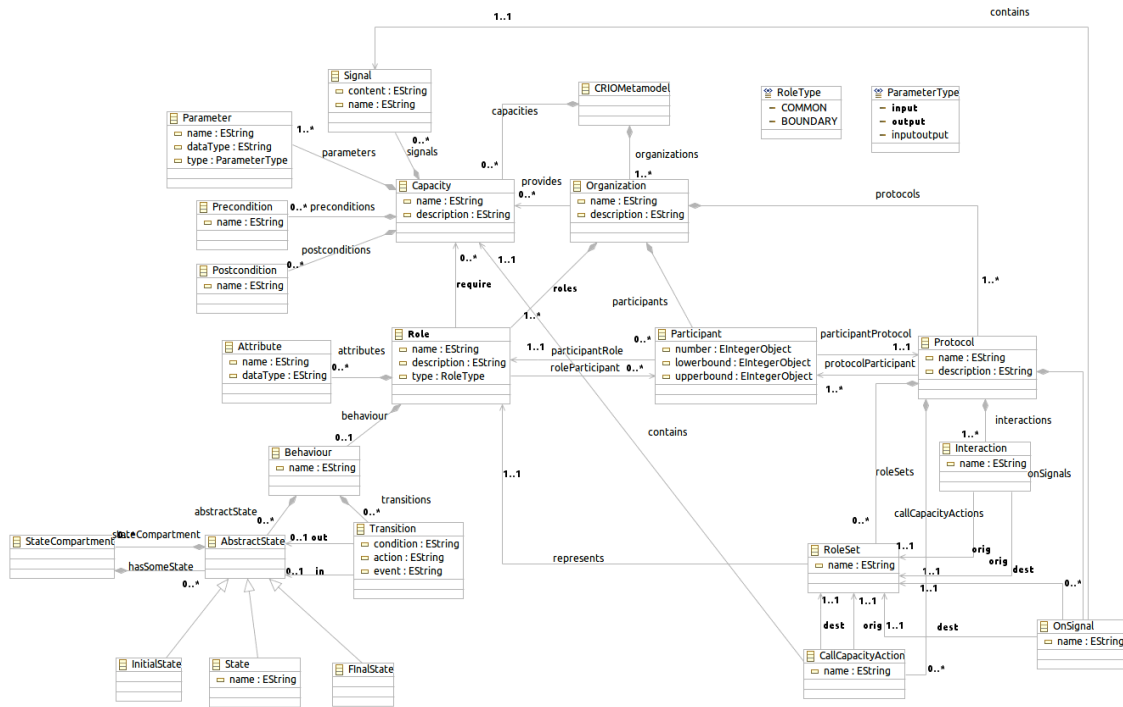 contains
1..1
Signal
content : EString
name : EString
CRIOMetamodel
RoleType
COMMON
BOUNDARY
ParameterType
input
output
inputoutput
Parameter
name : EString
dataType : EString
type : ParameterType
1..*
parameters
0..*
signals
capacities
0..*
organizations
1..*
Capacity
name : EString
description : EString
provides
0..*
Organization
name : EString
description : EString
protocols
Precondition
name : EString
0..*
preconditions
Postcondition
name : EString
0..*
postconditions
0..*
1..1
require
roles
1..*
participants
0..*
1..*
Attribute
name : EString
dataType : EString
attributes
0..*
Role
name : EString
description : EString
type : RoleType
1..1
participantRole
roleParticipant
0..*
Participant
number : EIntegerObject
lowerbound : EIntegerObject
upperbound : EIntegerObject
participantProtocol
1..1
protocolParticipant
1..*
Protocol
name : EString
description : EString
behaviour
0..1
contains
interactions
1..*
Behaviour
name : EString
1..1
roleSets
Interaction
name : EString
onSignals
abstractState
0..*
transitions
0..*
callCapacityActions
0..*
StateCompartment
stateCompartment
0..*
AbstractState
0..1
out
Transition
condition : EString
action : EString
event : EString
hasSomeState
0..*
0..1
in
represents
RoleSet
name : EString
1..1
orig
orig
dest
1..1
1..1
0..*
1..1
1..1
dest
orig
1..1
dest
OnSignal
name : EString
InitialState
State
name : EString
FInalState
CallCapacityAction
name : EString
0..*